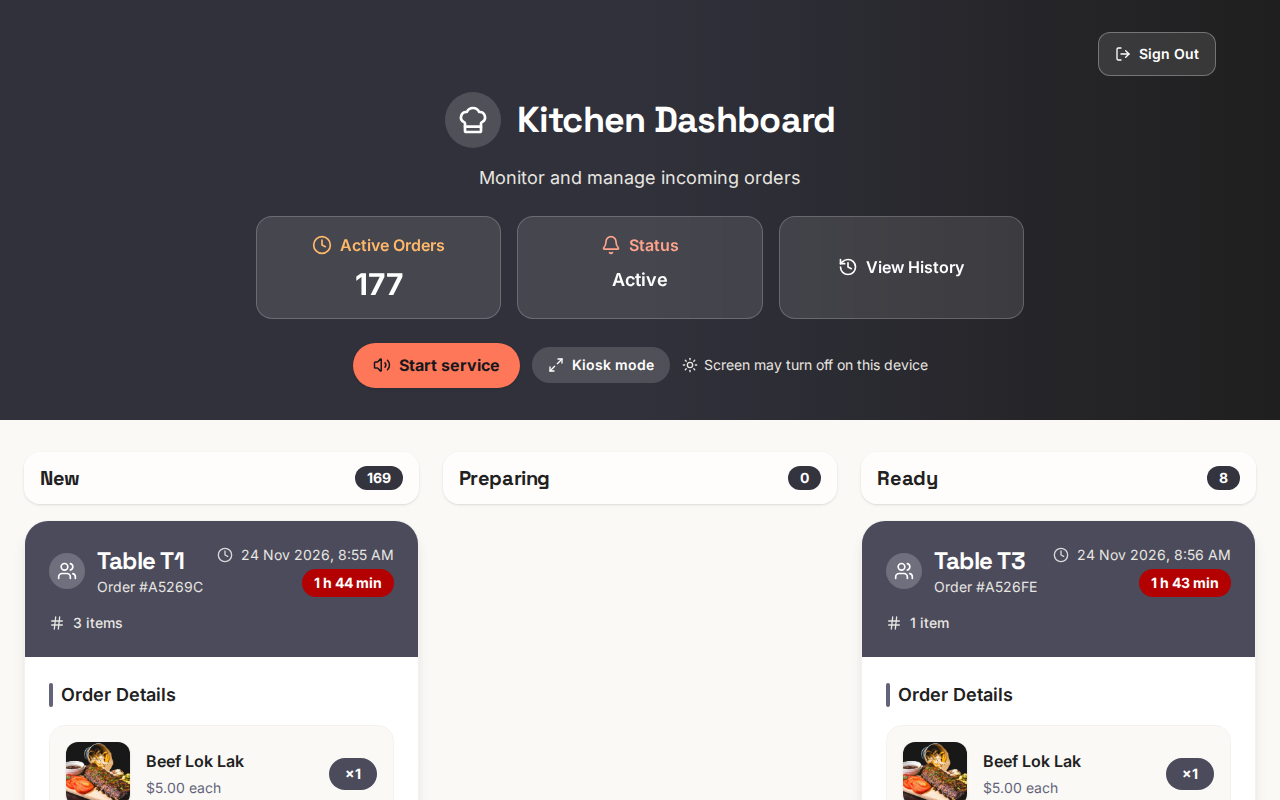 Sign Out
Kitchen Dashboard
Monitor and manage incoming orders
Active Orders
177
Status
Active
View History
Start service
Kiosk mode
Screen may turn off on this device
New
169
Preparing
0
Ready
8
Table T1
24 Nov 2026, 8:55 AM
Order #A5269C
1 h 44 min
3 items
Order Details
Beef Lok Lak
$5.00 each
×1
Table T3
24 Nov 2026, 8:56 AM
Order #A526FE
1 h 43 min
1 item
Order Details
Beef Lok Lak
$5.00 each
×1